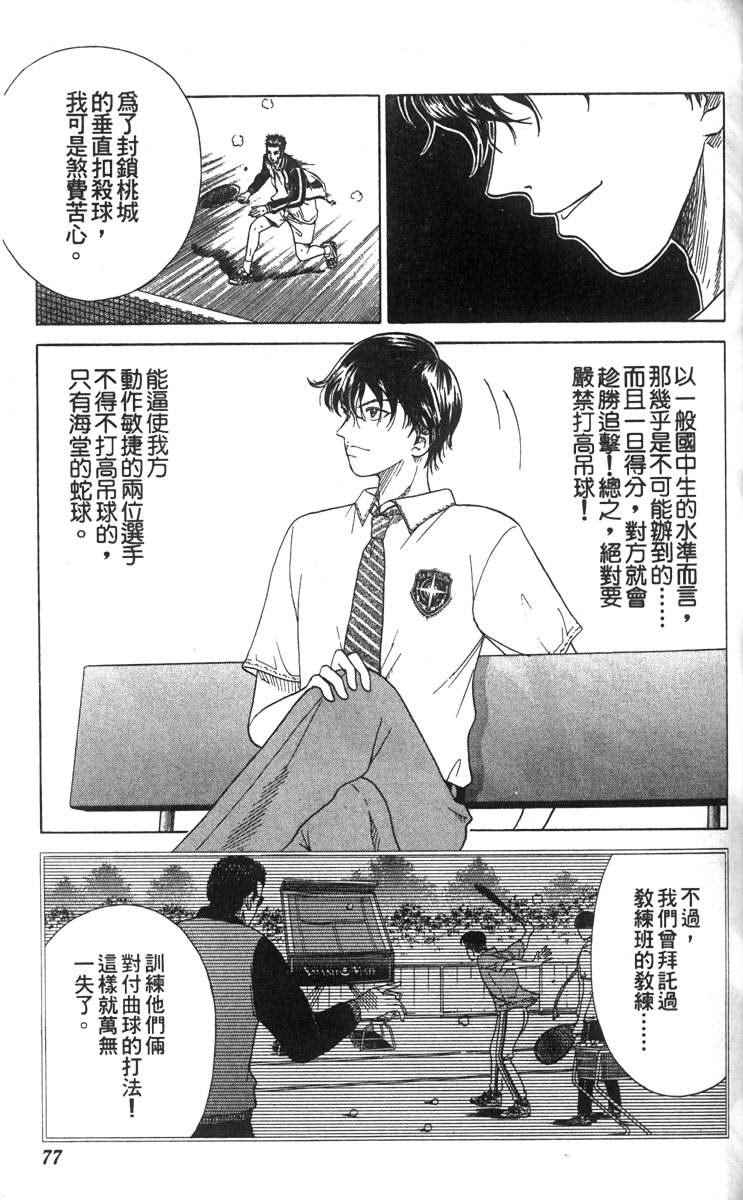 為了封鎖桃城
的垂直扣殺球，
我可是煞費苦心。
以一般國中生的水準而言，
那幾乎是不可能辦到的……
而且一旦得分，對方就會
趁勝追擊！總之，絕對要
嚴禁打高吊球！
能逼使我方
動作敏捷的兩位選手
不得不打高吊球的，
只有海堂的蛇球。
不過，
我們曾拜託過
教練班的教練……
訓練他們倆
對付曲球的打法！
這樣就萬無
一失了。
77